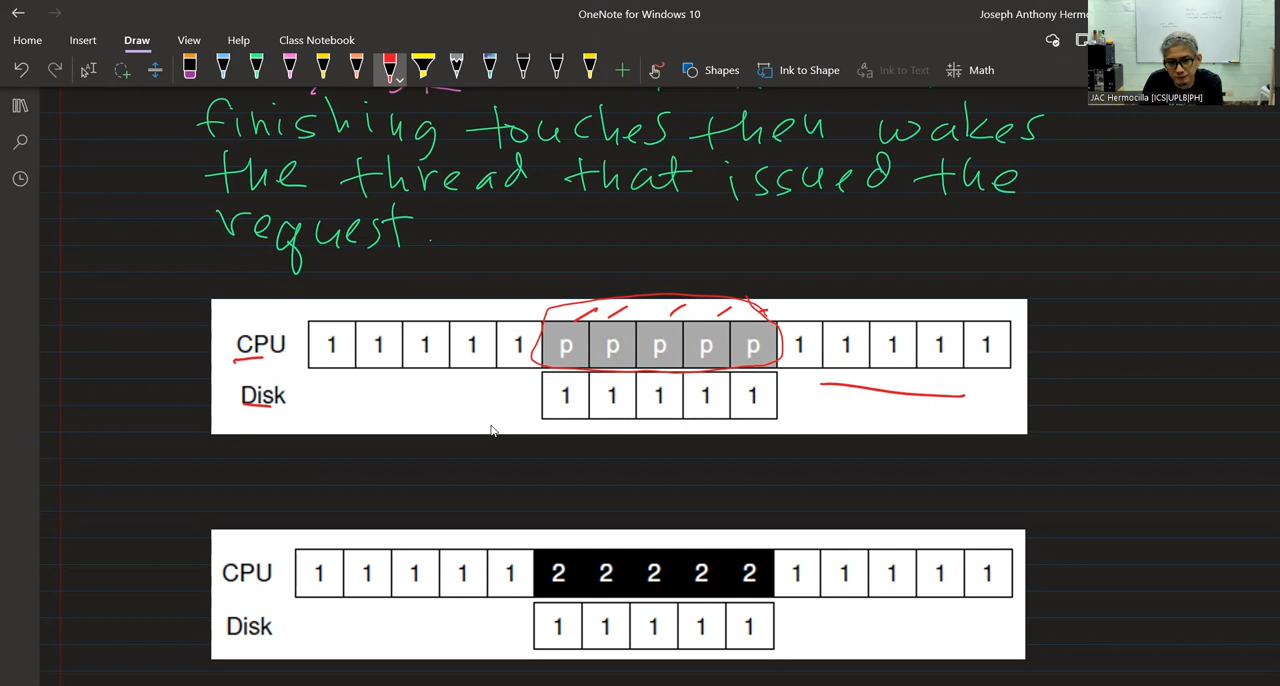 OneNote for Windows 10
Joseph Anthony Hermo
Home Insert Draw View Help Class Notebook
Shapes Ink to Shape Ink to Text Math
JAC Hermocilla [ICS|UPLB|PH]
finishing touches then wakes
the thread that issued the
request.
CPU 1 1 1 1 1 p p p p p 1 1 1 1 1
Disk 1 1 1 1 1
CPU 1 1 1 1 1 2 2 2 2 2 1 1 1 1 1
Disk 1 1 1 1 1